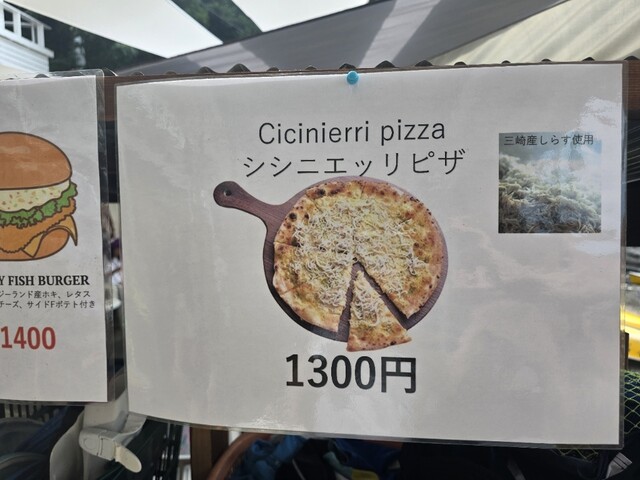 Cicinierri pizza
シシニエッリピザ
三崎産しらす使用
1300円
Y FISH BURGER
ジーランド産ホキ、レタス
チーズ、サイドFポテト付き
1400